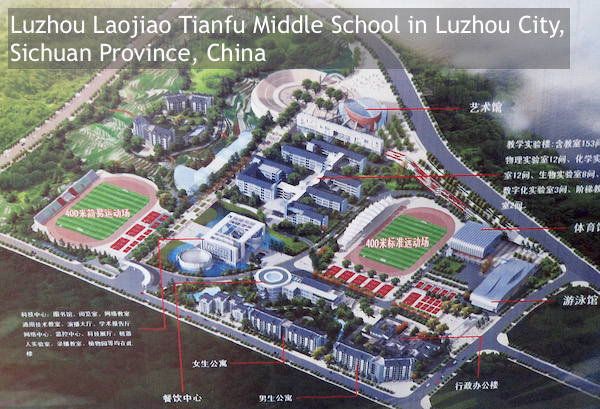 Luzhou Laojiao Tianfu Middle School in Luzhou City,
Sichuan Province, China
艺术馆
教学实验楼:含教室153间
物理实验室12间、化学实
室12间、生物实验室8间、
数字化实验室3间、阶梯教
室2间。
体育馆
400米简易运动场
400米标准运动场
游泳馆
科技中心:图书馆、阅览室、网络教室
通用技术教室、演播大厅、学术报告厅
网络中心、监控中心、科技展厅、机器
人实验室、录播教室、植物园等均在此
楼
女生公寓
餐饮中心
男生公寓
行政办公楼